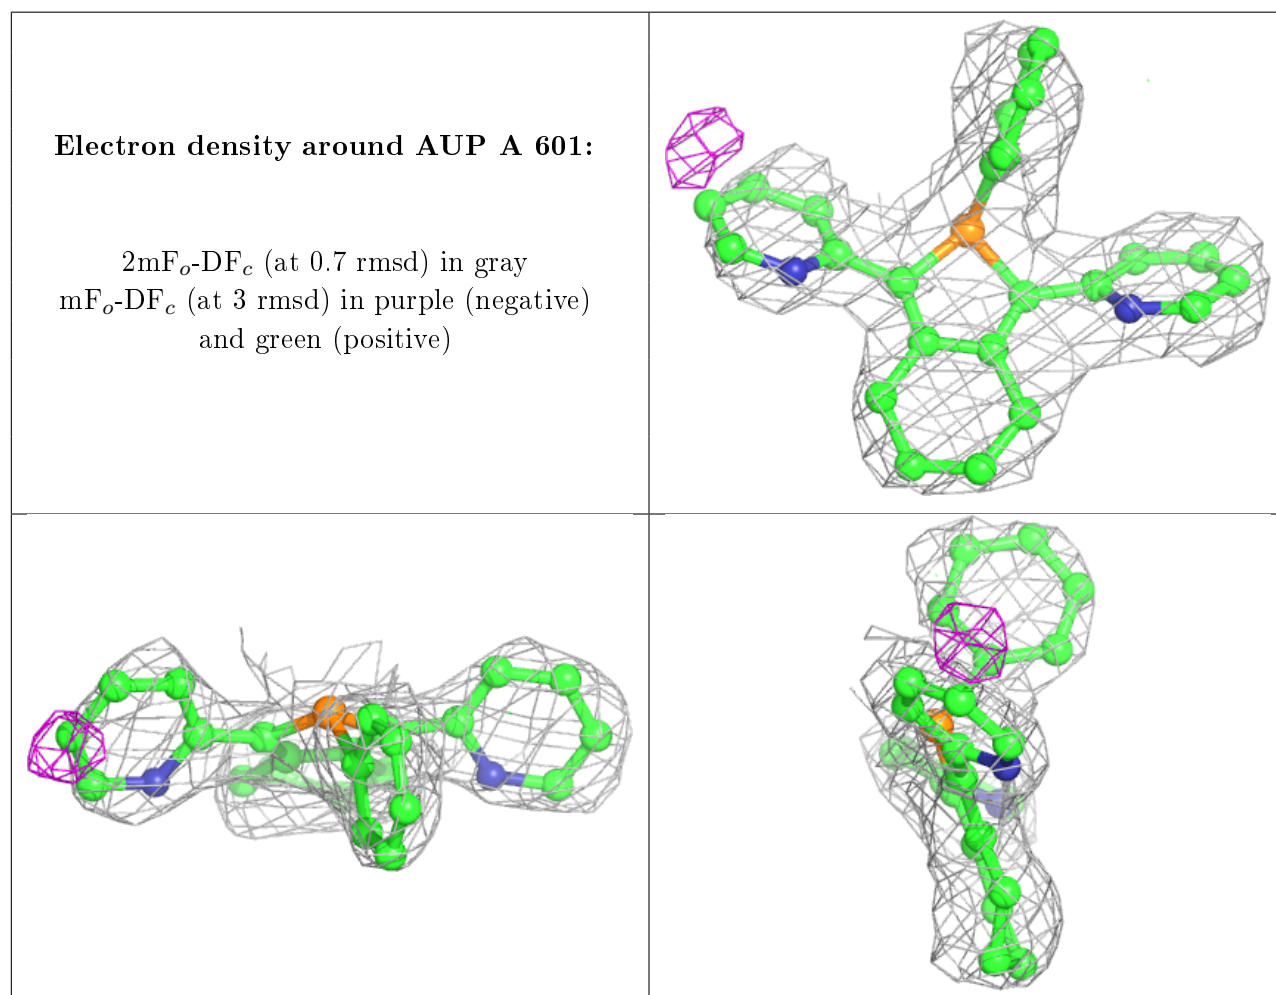 Electron density around AUP A 601:
2mFₒ-DF𝑐 (at 0.7 rmsd) in gray
mFₒ-DF𝑐 (at 3 rmsd) in purple (negative)
and green (positive)